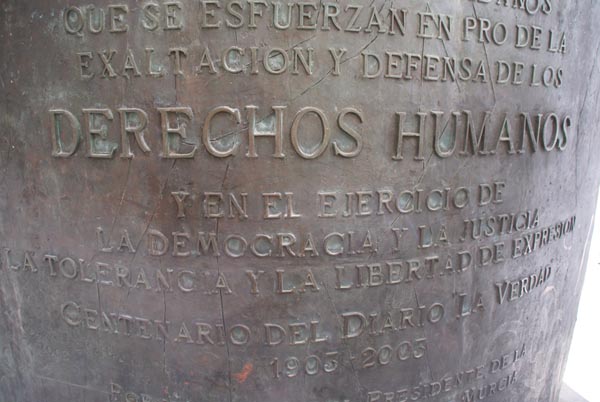 QUE SE ESFUERZAN EN PRO DE LA
EXALTACION Y DEFENSA DE LOS
DERECHOS HUMANOS
Y EN EL EJERCICIO DE
LA DEMOCRACIA Y LA JUSTICIA
LA TOLERANCIA Y LA LIBERTAD DE EXPRESION
CENTENARIO DEL DIARIO LA VERDAD
1903-2003
POR PRESIDENTE DE LA
MURCIA